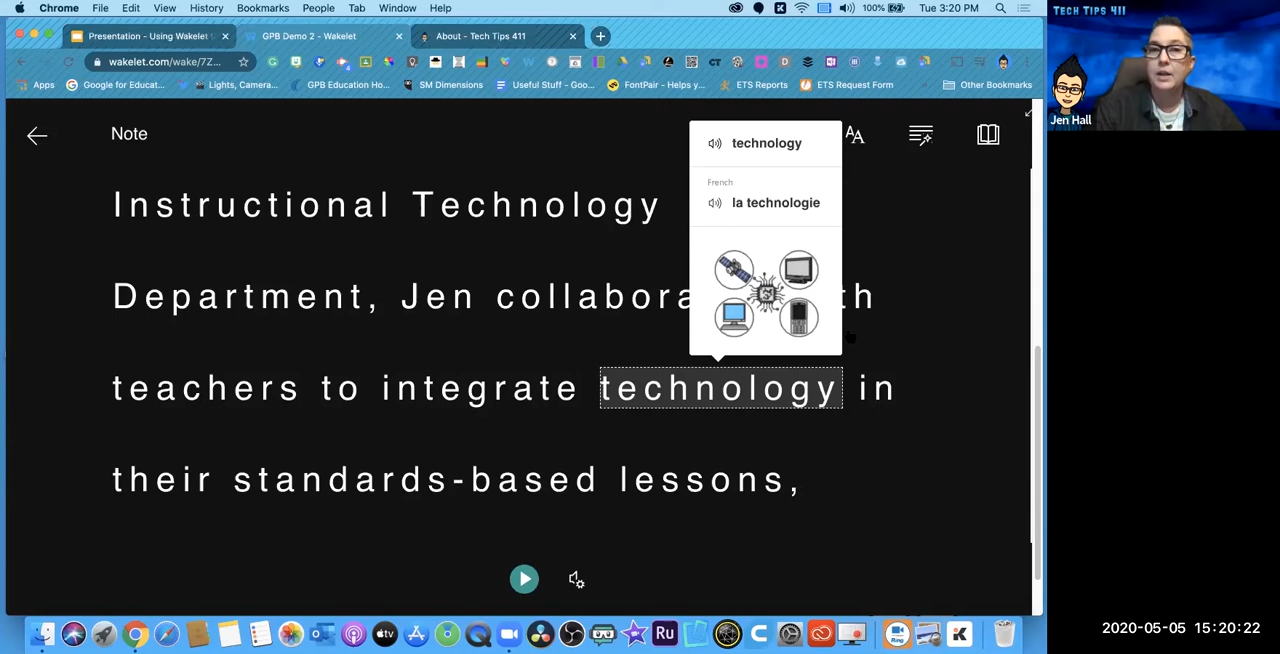 Chrome File Edit View History Bookmarks People Tab Window Help 100% Tue 3:20 PM
TECH TIPS 411
Presentation - Using Wakelet
GPB Demo 2 - Wakelet
About - Tech Tips 411
wakelet.com/wake/7Z...
Apps
Google for Educat...
Lights, Camera...
GPB Education Ho...
SM Dimensions
Useful Stuff - Goo...
FontPair - Helps y...
ETS Reports
ETS Request Form
Other Bookmarks
Jen Hall
Note
technology
French
la technologie
Instructional Technology
Department, Jen collabora th
teachers to integrate technology in
their standards-based lessons,
tv
Ru
2020-05-05 15:20:22